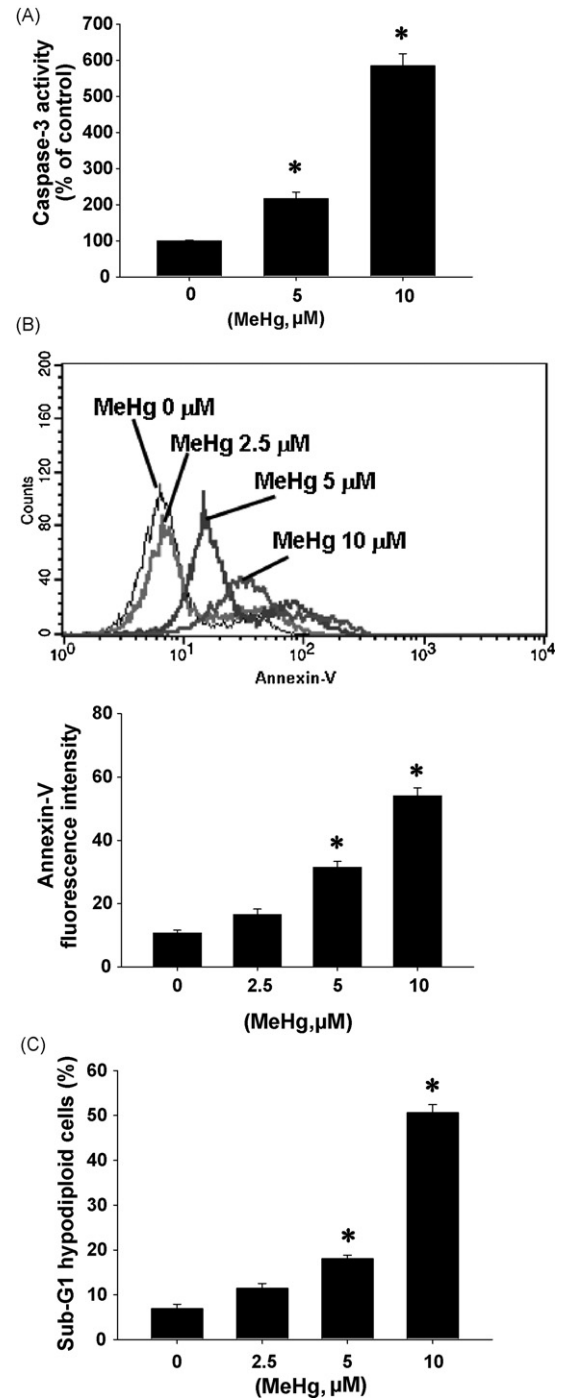 (A)
Caspase-3 activity
(% of control)
700
600
500
400
300
200
100
0
*
*
0 5 10
(MeHg, µM)
(B)
Counts
200
160
120
80
40
0
MeHg 0 µM
MeHg 2.5 µM
MeHg 5 µM
MeHg 10 µM
10⁰ 10¹ 10² 10³ 10⁴
Annexin-V
Annexin-V
fluorescence intensity
80
60
40
20
0
*
*
0 2.5 5 10
(MeHg,µM)
(C)
Sub-G1 hypodiploid cells (%)
60
50
40
30
20
10
0
*
*
0 2.5 5 10
(MeHg, µM)